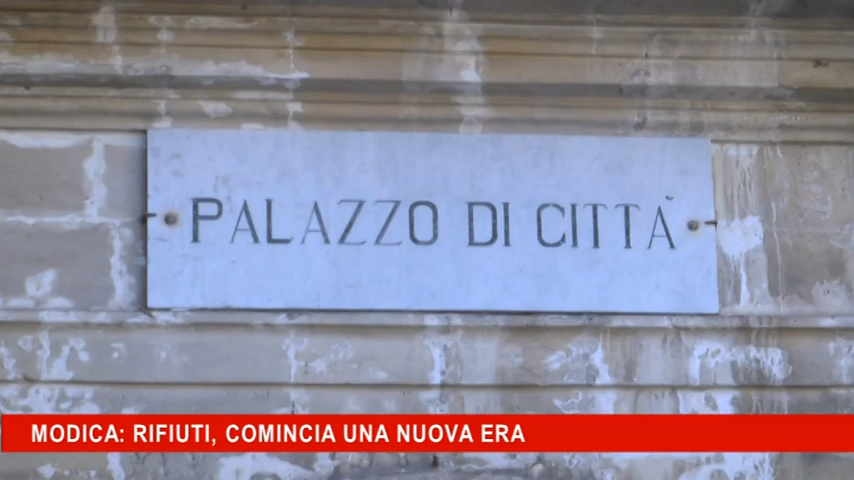 PALAZZO DI CITTÀ
MODICA: RIFIUTI, COMINCIA UNA NUOVA ERA